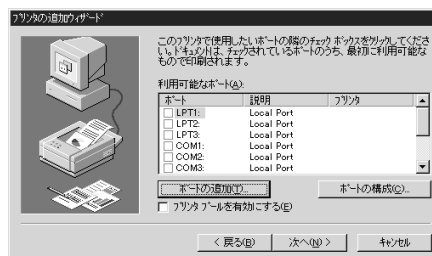 プリンタの追加ウィザード
このプリンタで使用したいポートの隣のチェック ボックスをクリックしてくださ
い。ドキュメントは、チェックされているポートのうち、最初に利用可能な
もので印刷されます。
利用可能なポート(A):
ポート 説明 プリンタ
LPT1: Local Port
LPT2: Local Port
LPT3: Local Port
COM1: Local Port
COM2: Local Port
COM3: Local Port
ポートの追加(T)... ポートの構成(C)...
プリンタ プールを有効にする(E)
< 戻る(B) 次へ(N) > キャンセル